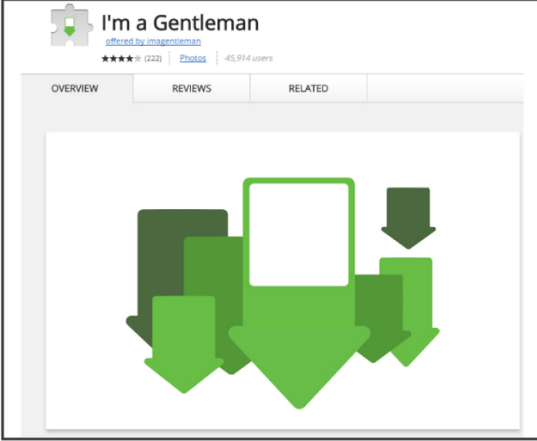 I'm a Gentleman
offered by imagentleman
★★★★☆ (222) Photos 45,914 users
OVERVIEW REVIEWS RELATED